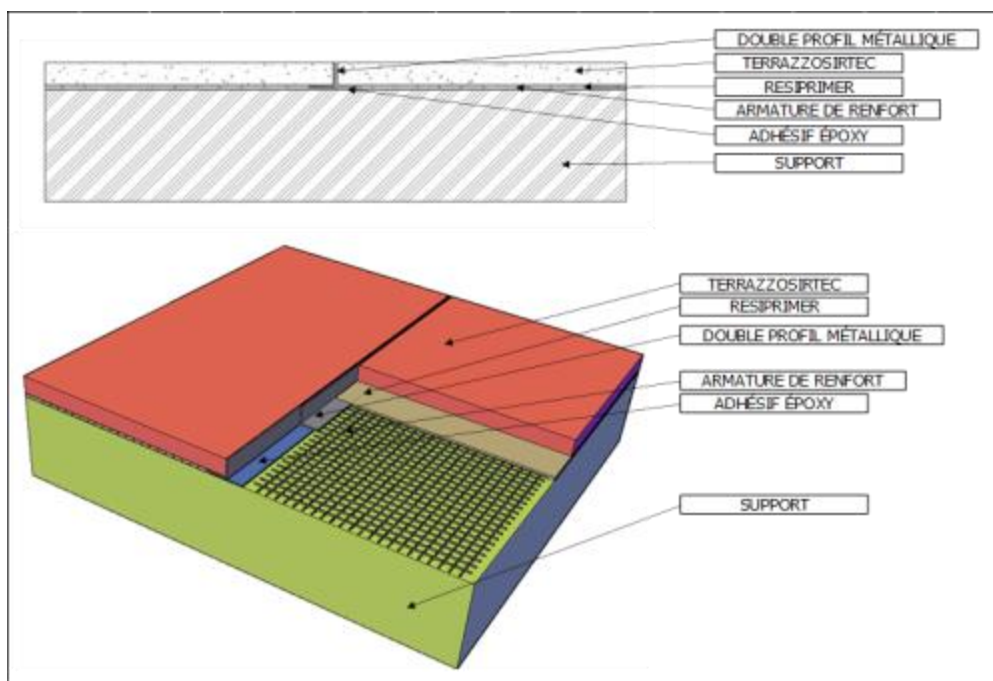 DOUBLE PROFIL MÉTALLIQUE
TERRAZZOSIRTEC
RESIPRIMER
ARMATURE DE RENFORT
ADHÉSIF ÉPOXY
SUPPORT
TERRAZZOSIRTEC
RESIPRIMER
DOUBLE PROFIL MÉTALLIQUE
ARMATURE DE RENFORT
ADHÉSIF ÉPOXY
SUPPORT